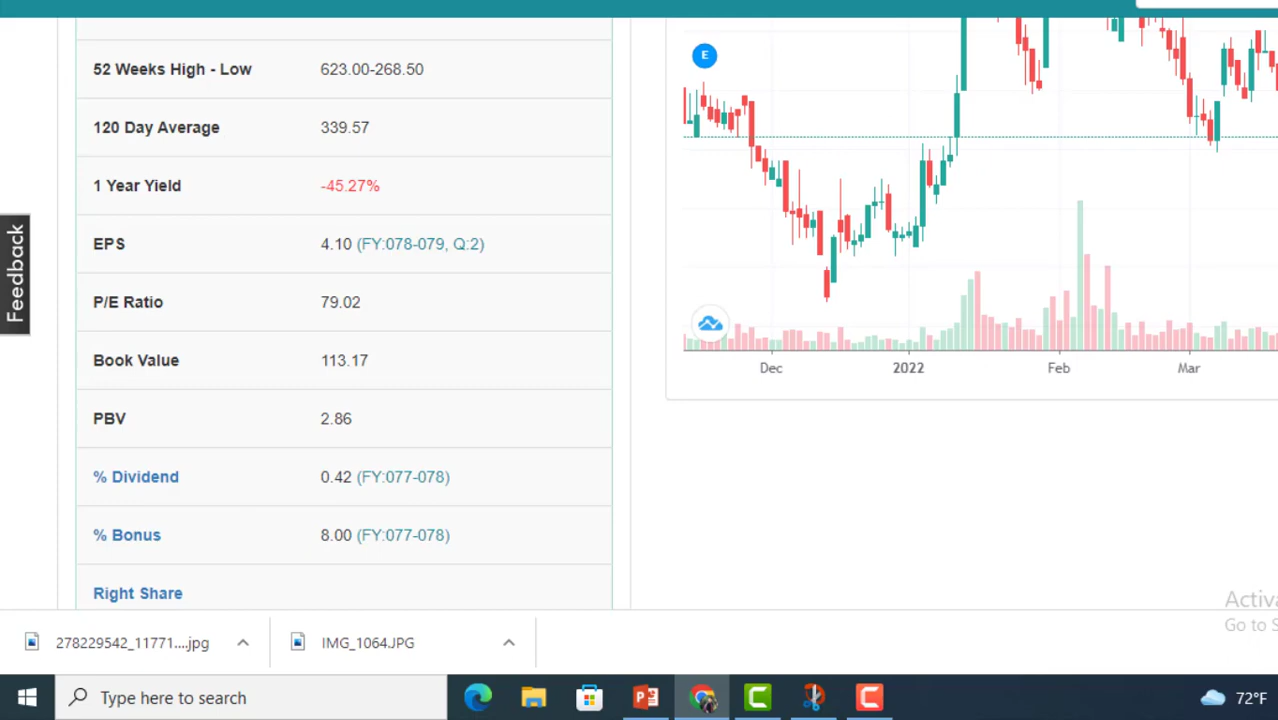 52 Weeks High - Low 623.00-268.50
120 Day Average 339.57
1 Year Yield -45.27%
EPS 4.10 (FY:078-079, Q:2)
P/E Ratio 79.02
Book Value 113.17
PBV 2.86
% Dividend 0.42 (FY:077-078)
% Bonus 8.00 (FY:077-078)
Right Share
Feedback
E
Dec 2022 Feb Mar
Activa
Go to S
278229542_11771....jpg IMG_1064.JPG
Type here to search
72°F